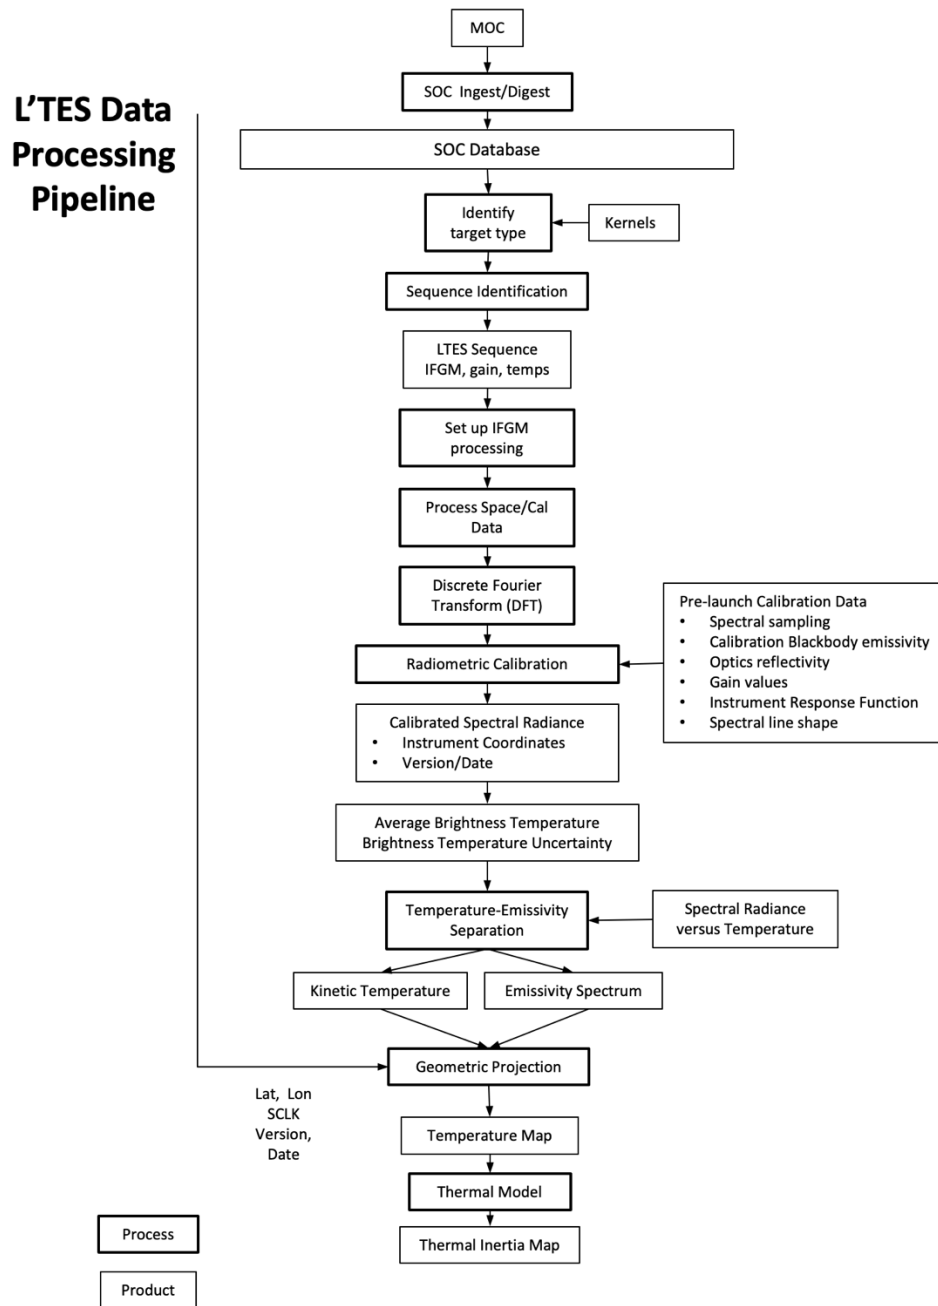 MOC
L'TES Data
Processing
Pipeline
SOC Ingest/Digest
SOC Database
Identify
target type
Kernels
Sequence Identification
LTES Sequence
IFGM, gain, temps
Set up IFGM
processing
Process Space/Cal
Data
Discrete Fourier
Transform (DFT)
Pre-launch Calibration Data
• Spectral sampling
• Calibration Blackbody emissivity
• Optics reflectivity
• Gain values
• Instrument Response Function
• Spectral line shape
Radiometric Calibration
Calibrated Spectral Radiance
• Instrument Coordinates
• Version/Date
Average Brightness Temperature
Brightness Temperature Uncertainty
Temperature-Emissivity
Separation
Spectral Radiance
versus Temperature
Kinetic Temperature
Emissivity Spectrum
Geometric Projection
Lat, Lon
SCLK
Version,
Date
Temperature Map
Thermal Model
Thermal Inertia Map
Process
Product